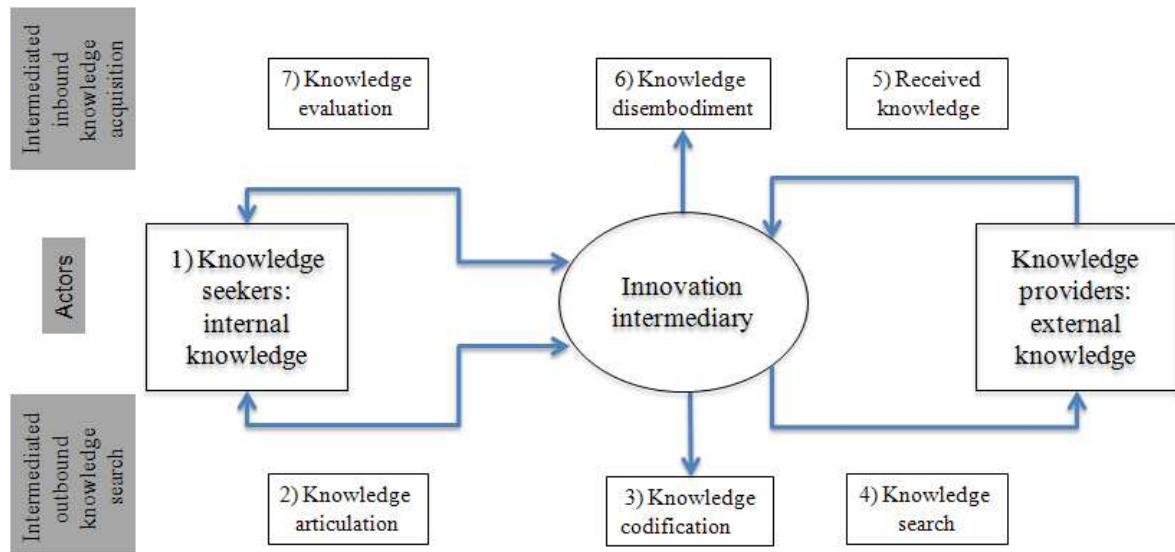 Intermediated
inbound
knowledge
acquisition
7) Knowledge
evaluation
6) Knowledge
disembodiment
5) Received
knowledge
Actors
1) Knowledge
seekers:
internal
knowledge
Innovation
intermediary
Knowledge
providers:
external
knowledge
Intermediated
outbound
knowledge
search
2) Knowledge
articulation
3) Knowledge
codification
4) Knowledge
search